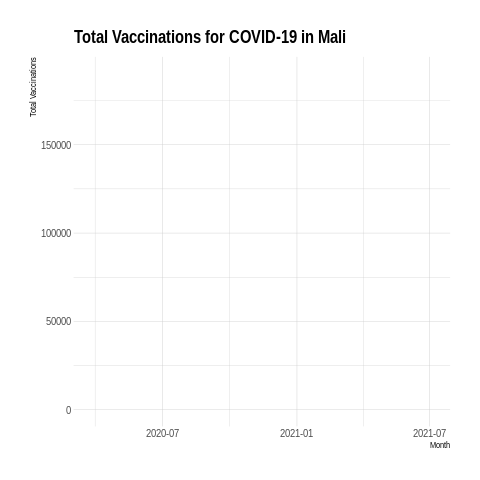 Total Vaccinations for COVID-19 in Mali
Total Vaccinations
150000
100000
50000
0
2020-07 2021-01 2021-07
Month